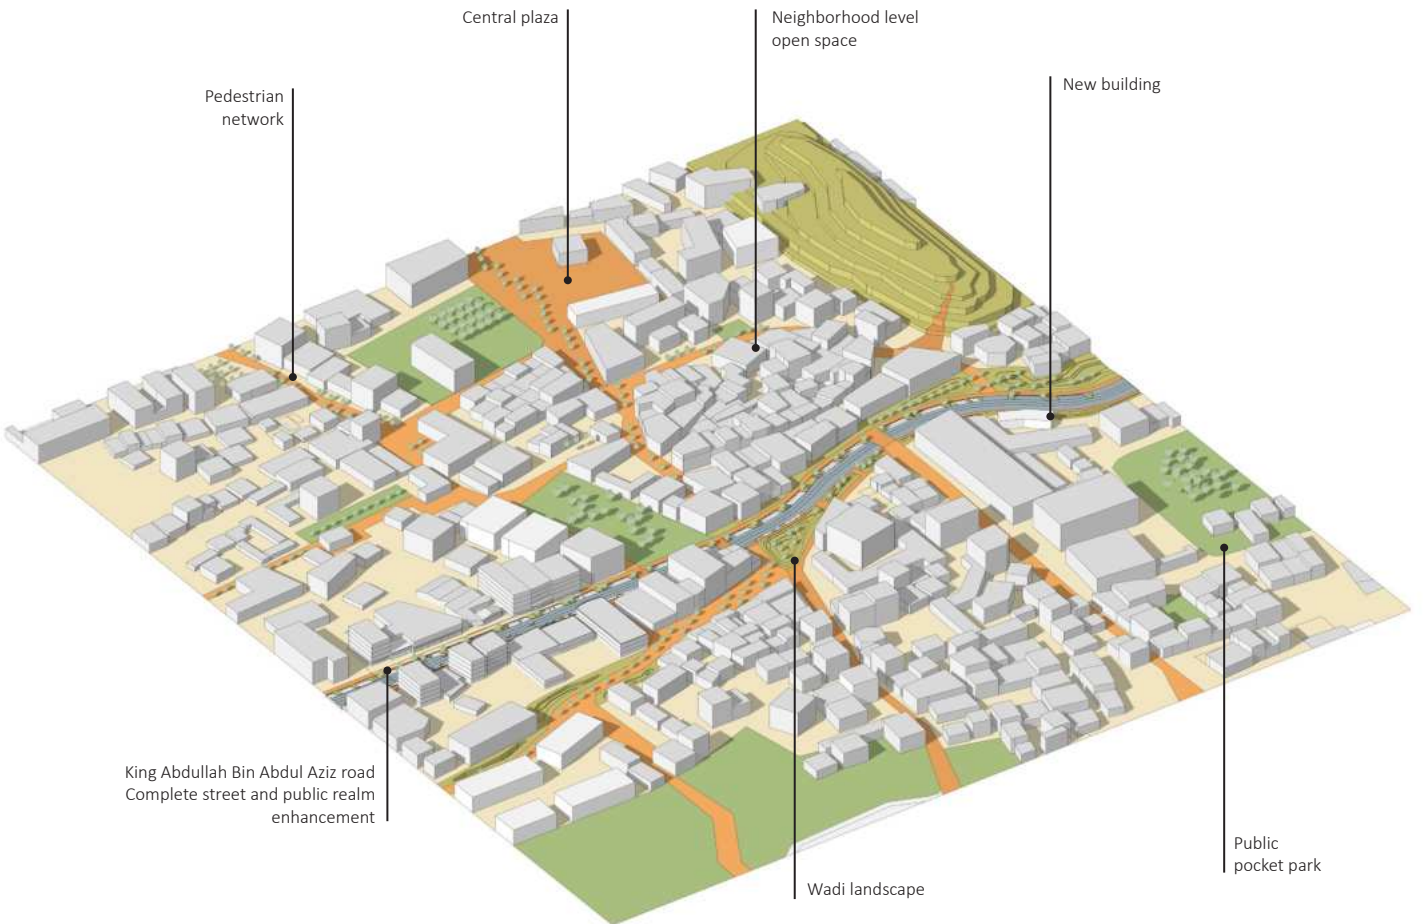 Central plaza
Neighborhood level
open space
New building
Pedestrian
network
King Abdullah Bin Abdul Aziz road
Complete street and public realm
enhancement
Wadi landscape
Public
pocket park